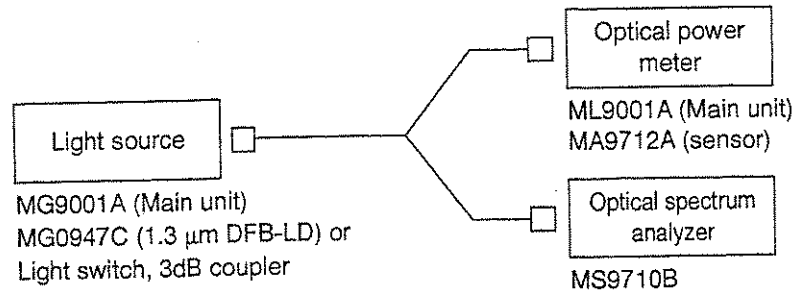 Optical power
meter
ML9001A (Main unit)
MA9712A (sensor)
Light source
MG9001A (Main unit)
MG0947C (1.3 μm DFB-LD) or
Light switch, 3dB coupler
Optical spectrum
analyzer
MS9710B